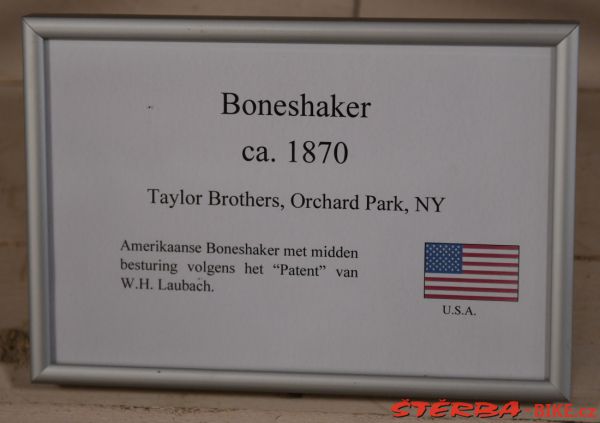 Boneshaker
ca. 1870
Taylor Brothers, Orchard Park, NY
Amerikaanse Boneshaker met midden
besturing volgens het “Patent” van
W.H. Laubach.
U.S.A.
ŠTĚRBA-BIKE.cz